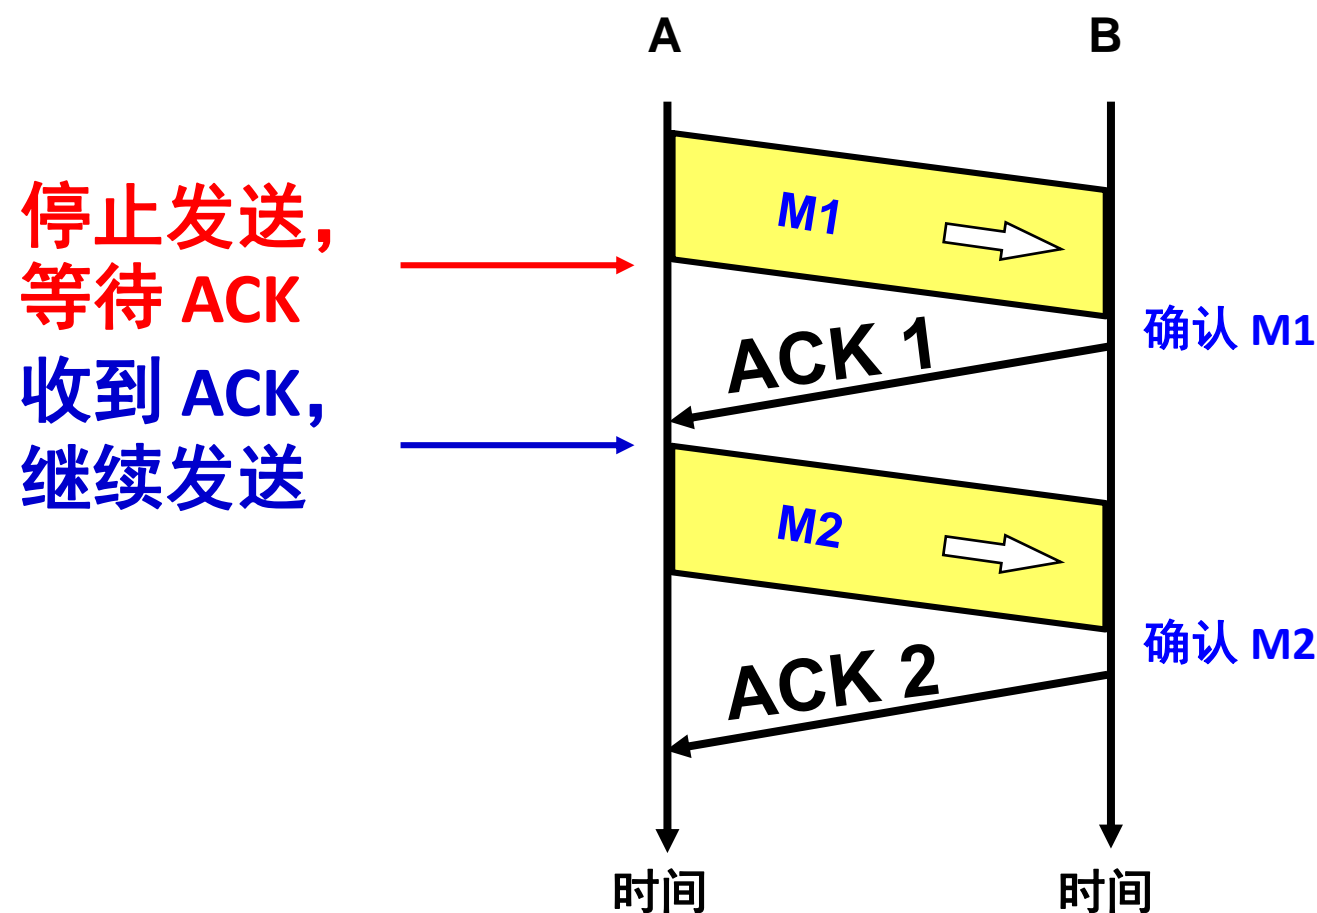 A
B
停止发送，
等待 ACK
收到 ACK，
继续发送
M1
ACK 1
确认 M1
M2
ACK 2
确认 M2
时间
时间